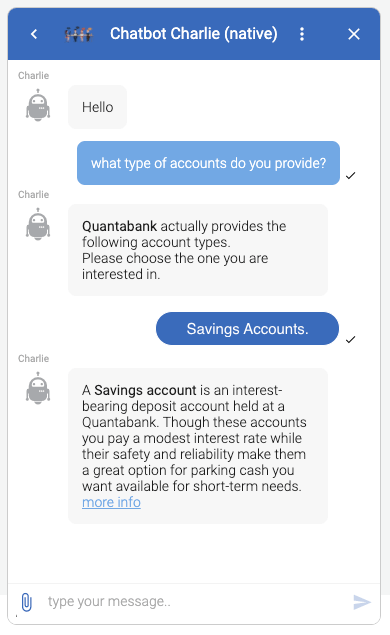 Chatbot Charlie (native)
Charlie
Hello
what type of accounts do you provide?
Charlie
Quantabank actually provides the
following account types.
Please choose the one you are
interested in.
Savings Accounts.
Charlie
A Savings account is an interest-
bearing deposit account held at a
Quantabank. Though these accounts
you pay a modest interest rate while
their safety and reliability make them
a great option for parking cash you
want available for short-term needs.
more info
type your message..